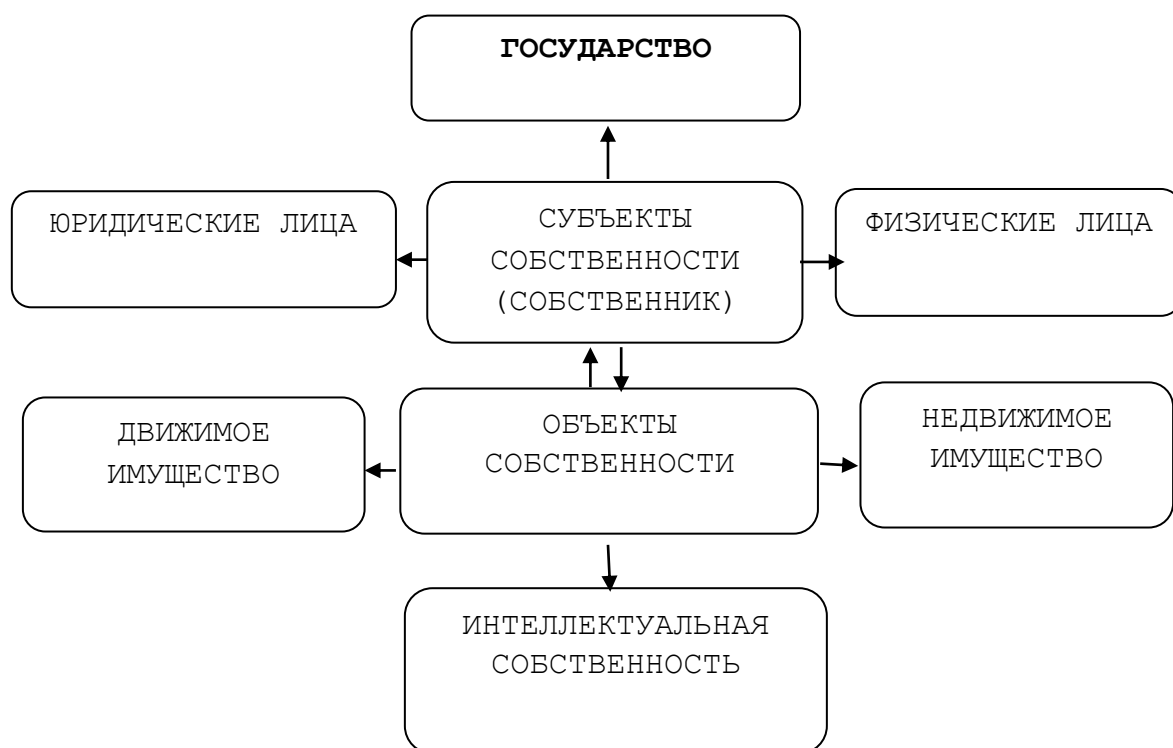 ГОСУДАРСТВО
ЮРИДИЧЕСКИЕ ЛИЦА
СУБЪЕКТЫ
СОБСТВЕННОСТИ
(СОБСТВЕННИК)
ФИЗИЧЕСКИЕ ЛИЦА
ДВИЖИМОЕ
ИМУЩЕСТВО
ОБЪЕКТЫ
СОБСТВЕННОСТИ
НЕДВИЖИМОЕ
ИМУЩЕСТВО
ИНТЕЛЛЕКТУАЛЬНАЯ
СОБСТВЕННОСТЬ